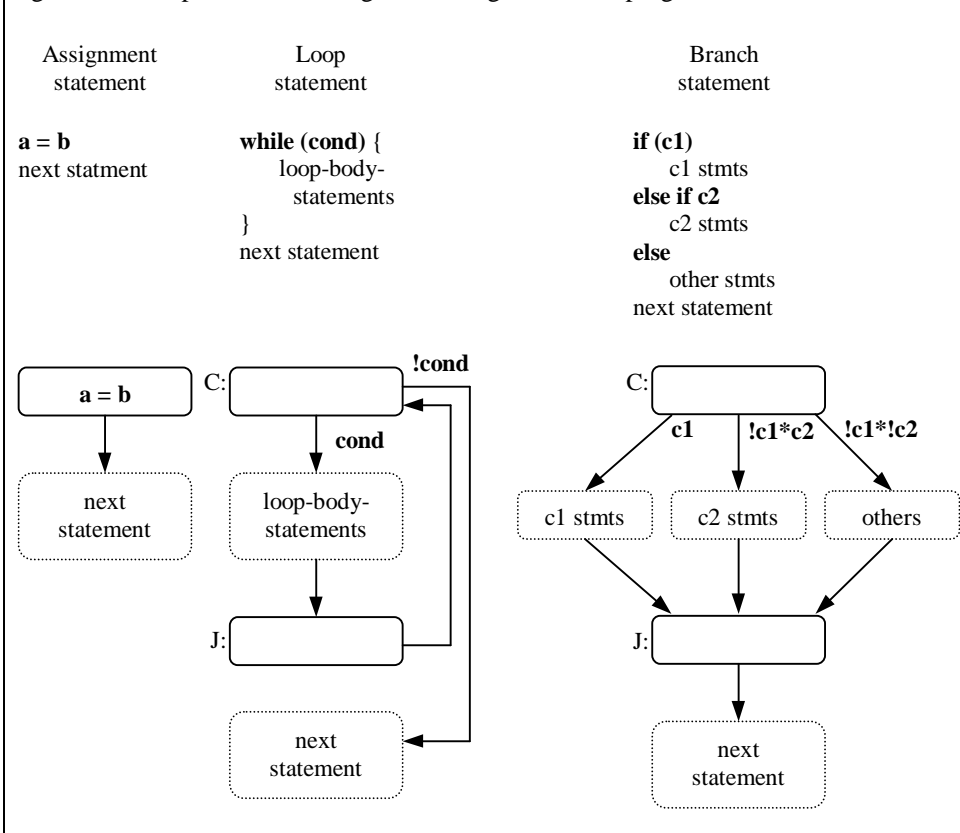 Assignment
statement
a = b
next statment
Loop
statement
while (cond) {
loop-body-
statements
}
next statement
Branch
statement
if (c1)
c1 stmts
else if c2
c2 stmts
else
other stmts
next statement
a = b
next
statement
C:
!cond
cond
loop-body-
statements
J:
next
statement
C:
c1
!c1*c2
!c1*!c2
c1 stmts
c2 stmts
others
J:
next
statement